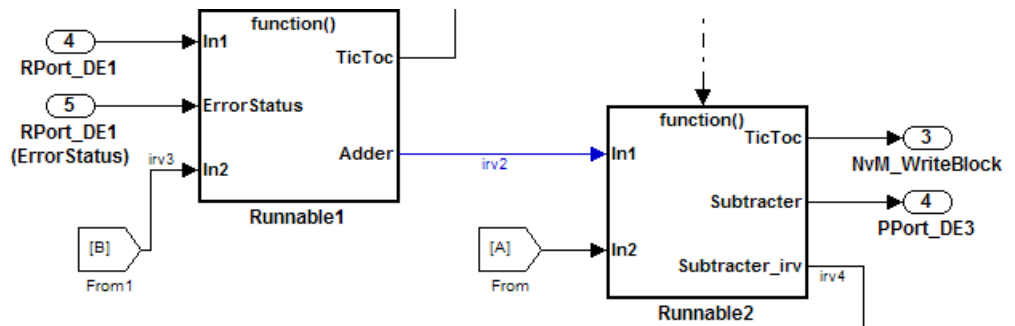 function()
4
In1
RPort_DE1
TicToc
5
ErrorStatus
RPort_DE1
(ErrorStatus)
irv3
In2
Adder
irv2
Runnable1
[B]
From1
function()
TicToc
3
NvM_WriteBlock
In1
Subtracter
4
PPort_DE3
[A]
In2
From
Subtracter_irv
irv4
Runnable2